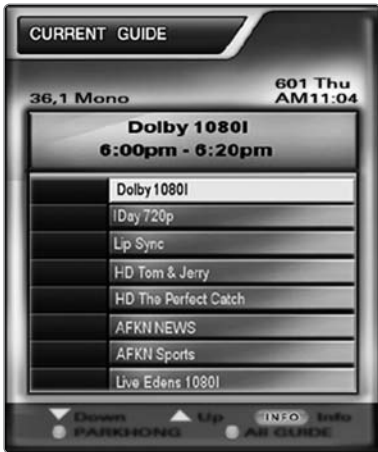 CURRENT GUIDE
601 Thu
36,1 Mono
AM11:04
Dolby 1080I
6:00pm - 6:20pm
Dolby 1080I
IDay 720p
Lip Sync
HD Tom & Jerry
HD The Perfect Catch
AFKN NEWS
AFKN Sports
Live Edens 1080I
Down Up INFO Info
PARKHONG All GUIDE